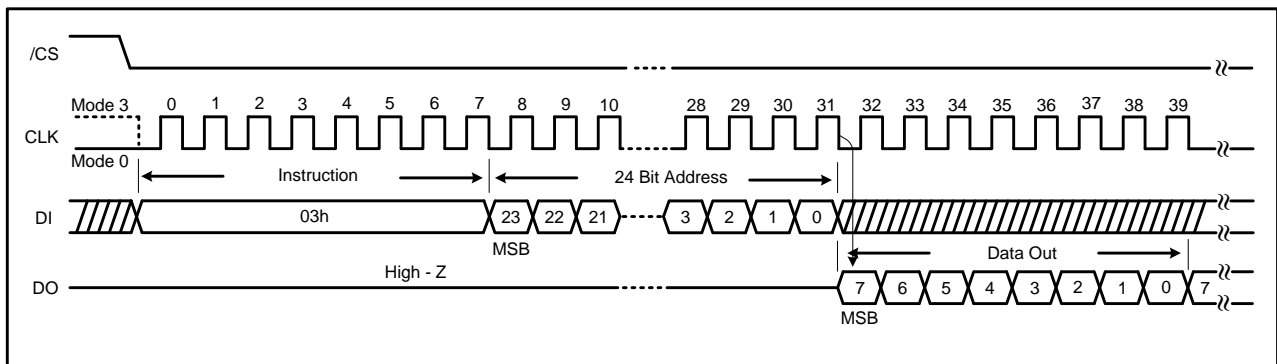 /CS
Mode 3 0 1 2 3 4 5 6 7 8 9 10 28 29 30 31 32 33 34 35 36 37 38 39
CLK
Mode 0
Instruction 24 Bit Address
DI 03h 23 22 21 3 2 1 0
MSB
High - Z Data Out
DO 7 6 5 4 3 2 1 0 7
MSB